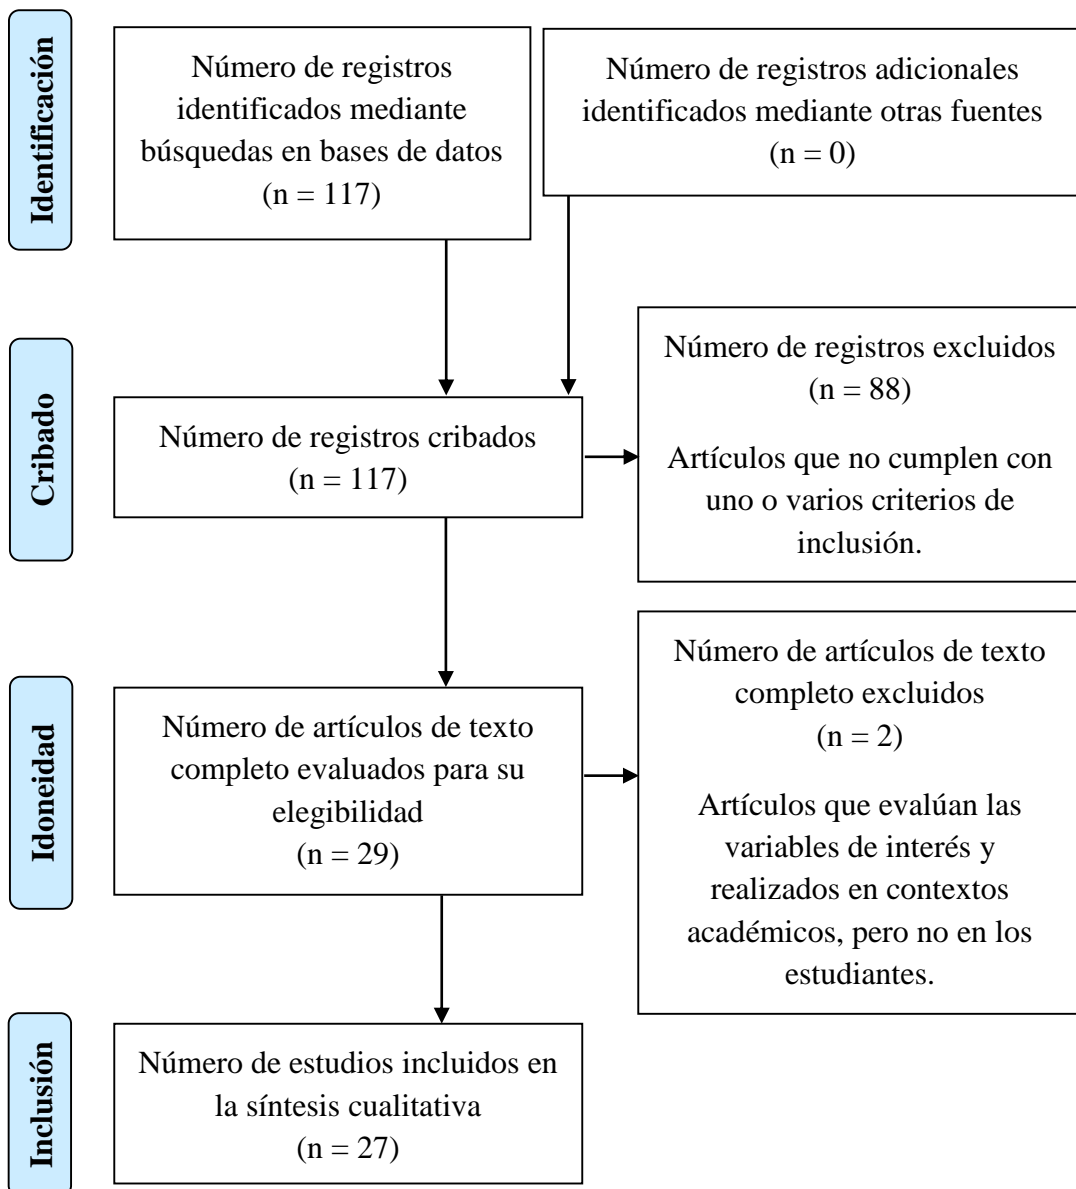 Identificación
Número de registros
identificados mediante
búsquedas en bases de datos
(n = 117)
Número de registros adicionales
identificados mediante otras fuentes
(n = 0)
Cribado
Número de registros cribados
(n = 117)
Número de registros excluidos
(n = 88)
Artículos que no cumplen con
uno o varios criterios de
inclusión.
Idoneidad
Número de artículos de texto
completo evaluados para su
elegibilidad
(n = 29)
Número de artículos de texto
completo excluidos
(n = 2)
Artículos que evalúan las
variables de interés y
realizados en contextos
académicos, pero no en los
estudiantes.
Inclusión
Número de estudios incluidos en
la síntesis cualitativa
(n = 27)